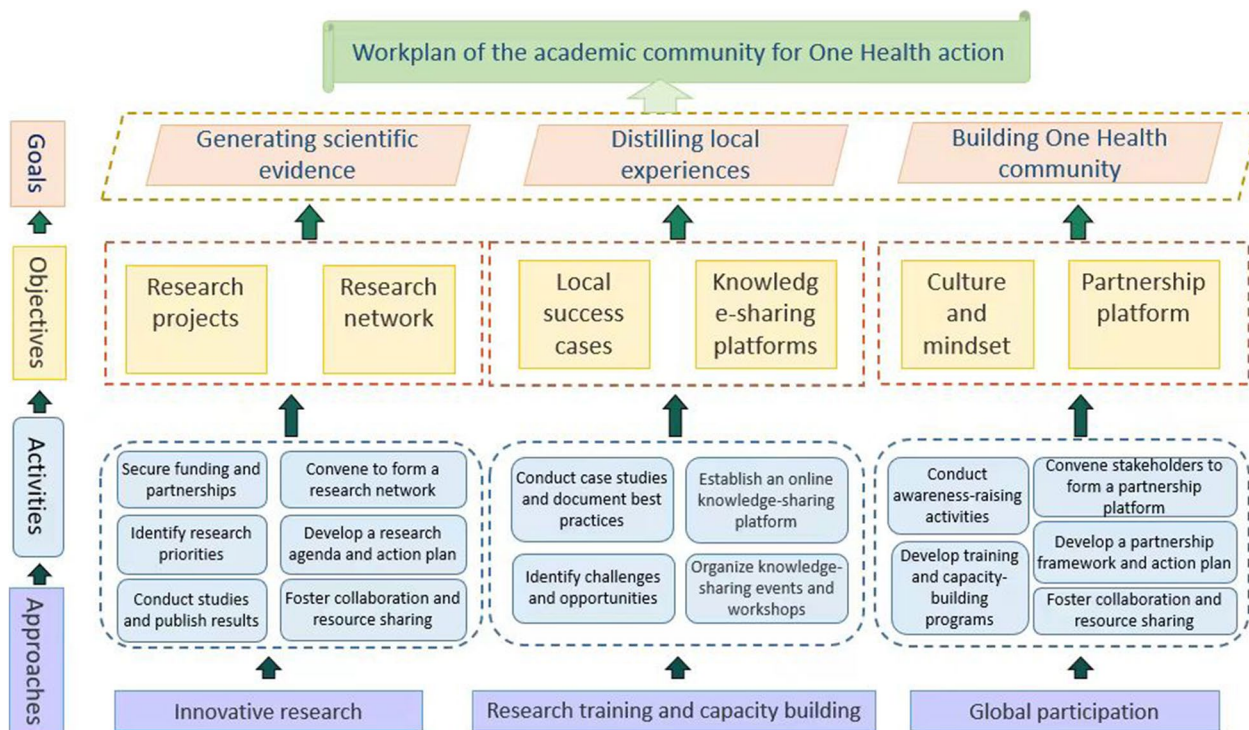 Workplan of the academic community for One Health action
Goals
Generating scientific
evidence
Distilling local
experiences
Building One Health
community
Objectives
Research
projects
Research
network
Local
success
cases
Knowledg
e-sharing
platforms
Culture
and
mindset
Partnership
platform
Activities
Secure funding and
partnerships
Convene to form a
research network
Identify research
priorities
Develop a research
agenda and action plan
Conduct studies
and publish results
Foster collaboration and
resource sharing
Conduct case studies
and document best
practices
Establish an online
knowledge-sharing
platform
Identify challenges
and opportunities
Organize knowledge-
sharing events and
workshops
Conduct
awareness-raising
activities
Convene stakeholders to
form a partnership
platform
Develop training
and capacity-
building
programs
Develop a partnership
framework and action plan
Foster collaboration and
resource sharing
Approaches
Innovative research
Research training and capacity building
Global participation